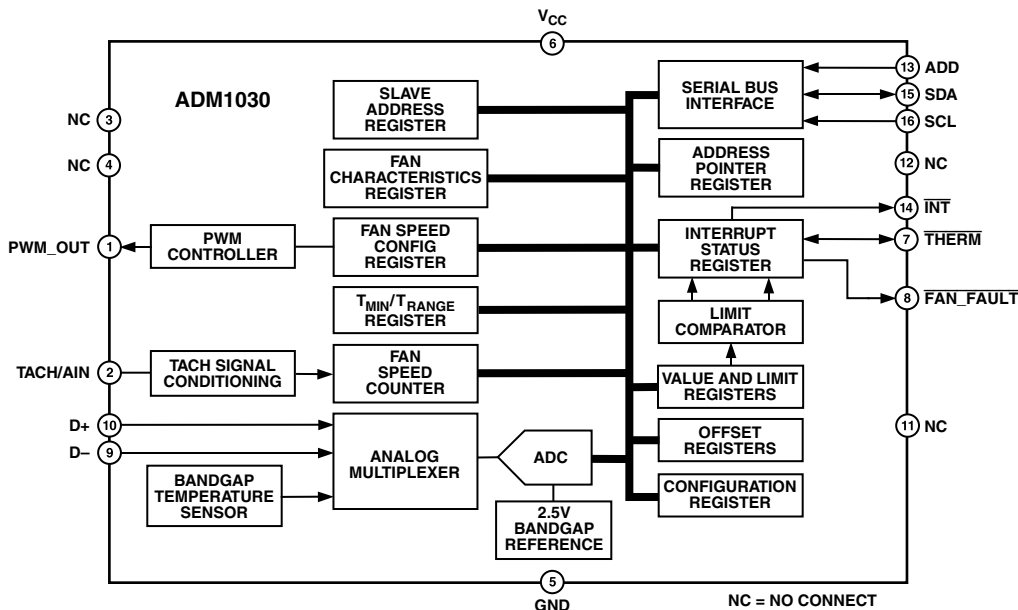 VCC
6
ADM1030
NC
3
NC
4
PWM_OUT
1
TACH/AIN
2
D+
10
D–
9
PWM
CONTROLLER
TACH SIGNAL
CONDITIONING
BANDGAP
TEMPERATURE
SENSOR
SLAVE
ADDRESS
REGISTER
FAN
CHARACTERISTICS
REGISTER
FAN SPEED
CONFIG
REGISTER
TMIN/TRANGE
REGISTER
FAN
SPEED
COUNTER
ANALOG
MULTIPLEXER
ADC
2.5V
BANDGAP
REFERENCE
SERIAL BUS
INTERFACE
ADDRESS
POINTER
REGISTER
INTERRUPT
STATUS
REGISTER
LIMIT
COMPARATOR
VALUE AND LIMIT
REGISTERS
OFFSET
REGISTERS
CONFIGURATION
REGISTER
13
ADD
15
SDA
16
SCL
12
NC
14
INT
7
THERM
8
FAN_FAULT
11
NC
5
GND
NC = NO CONNECT